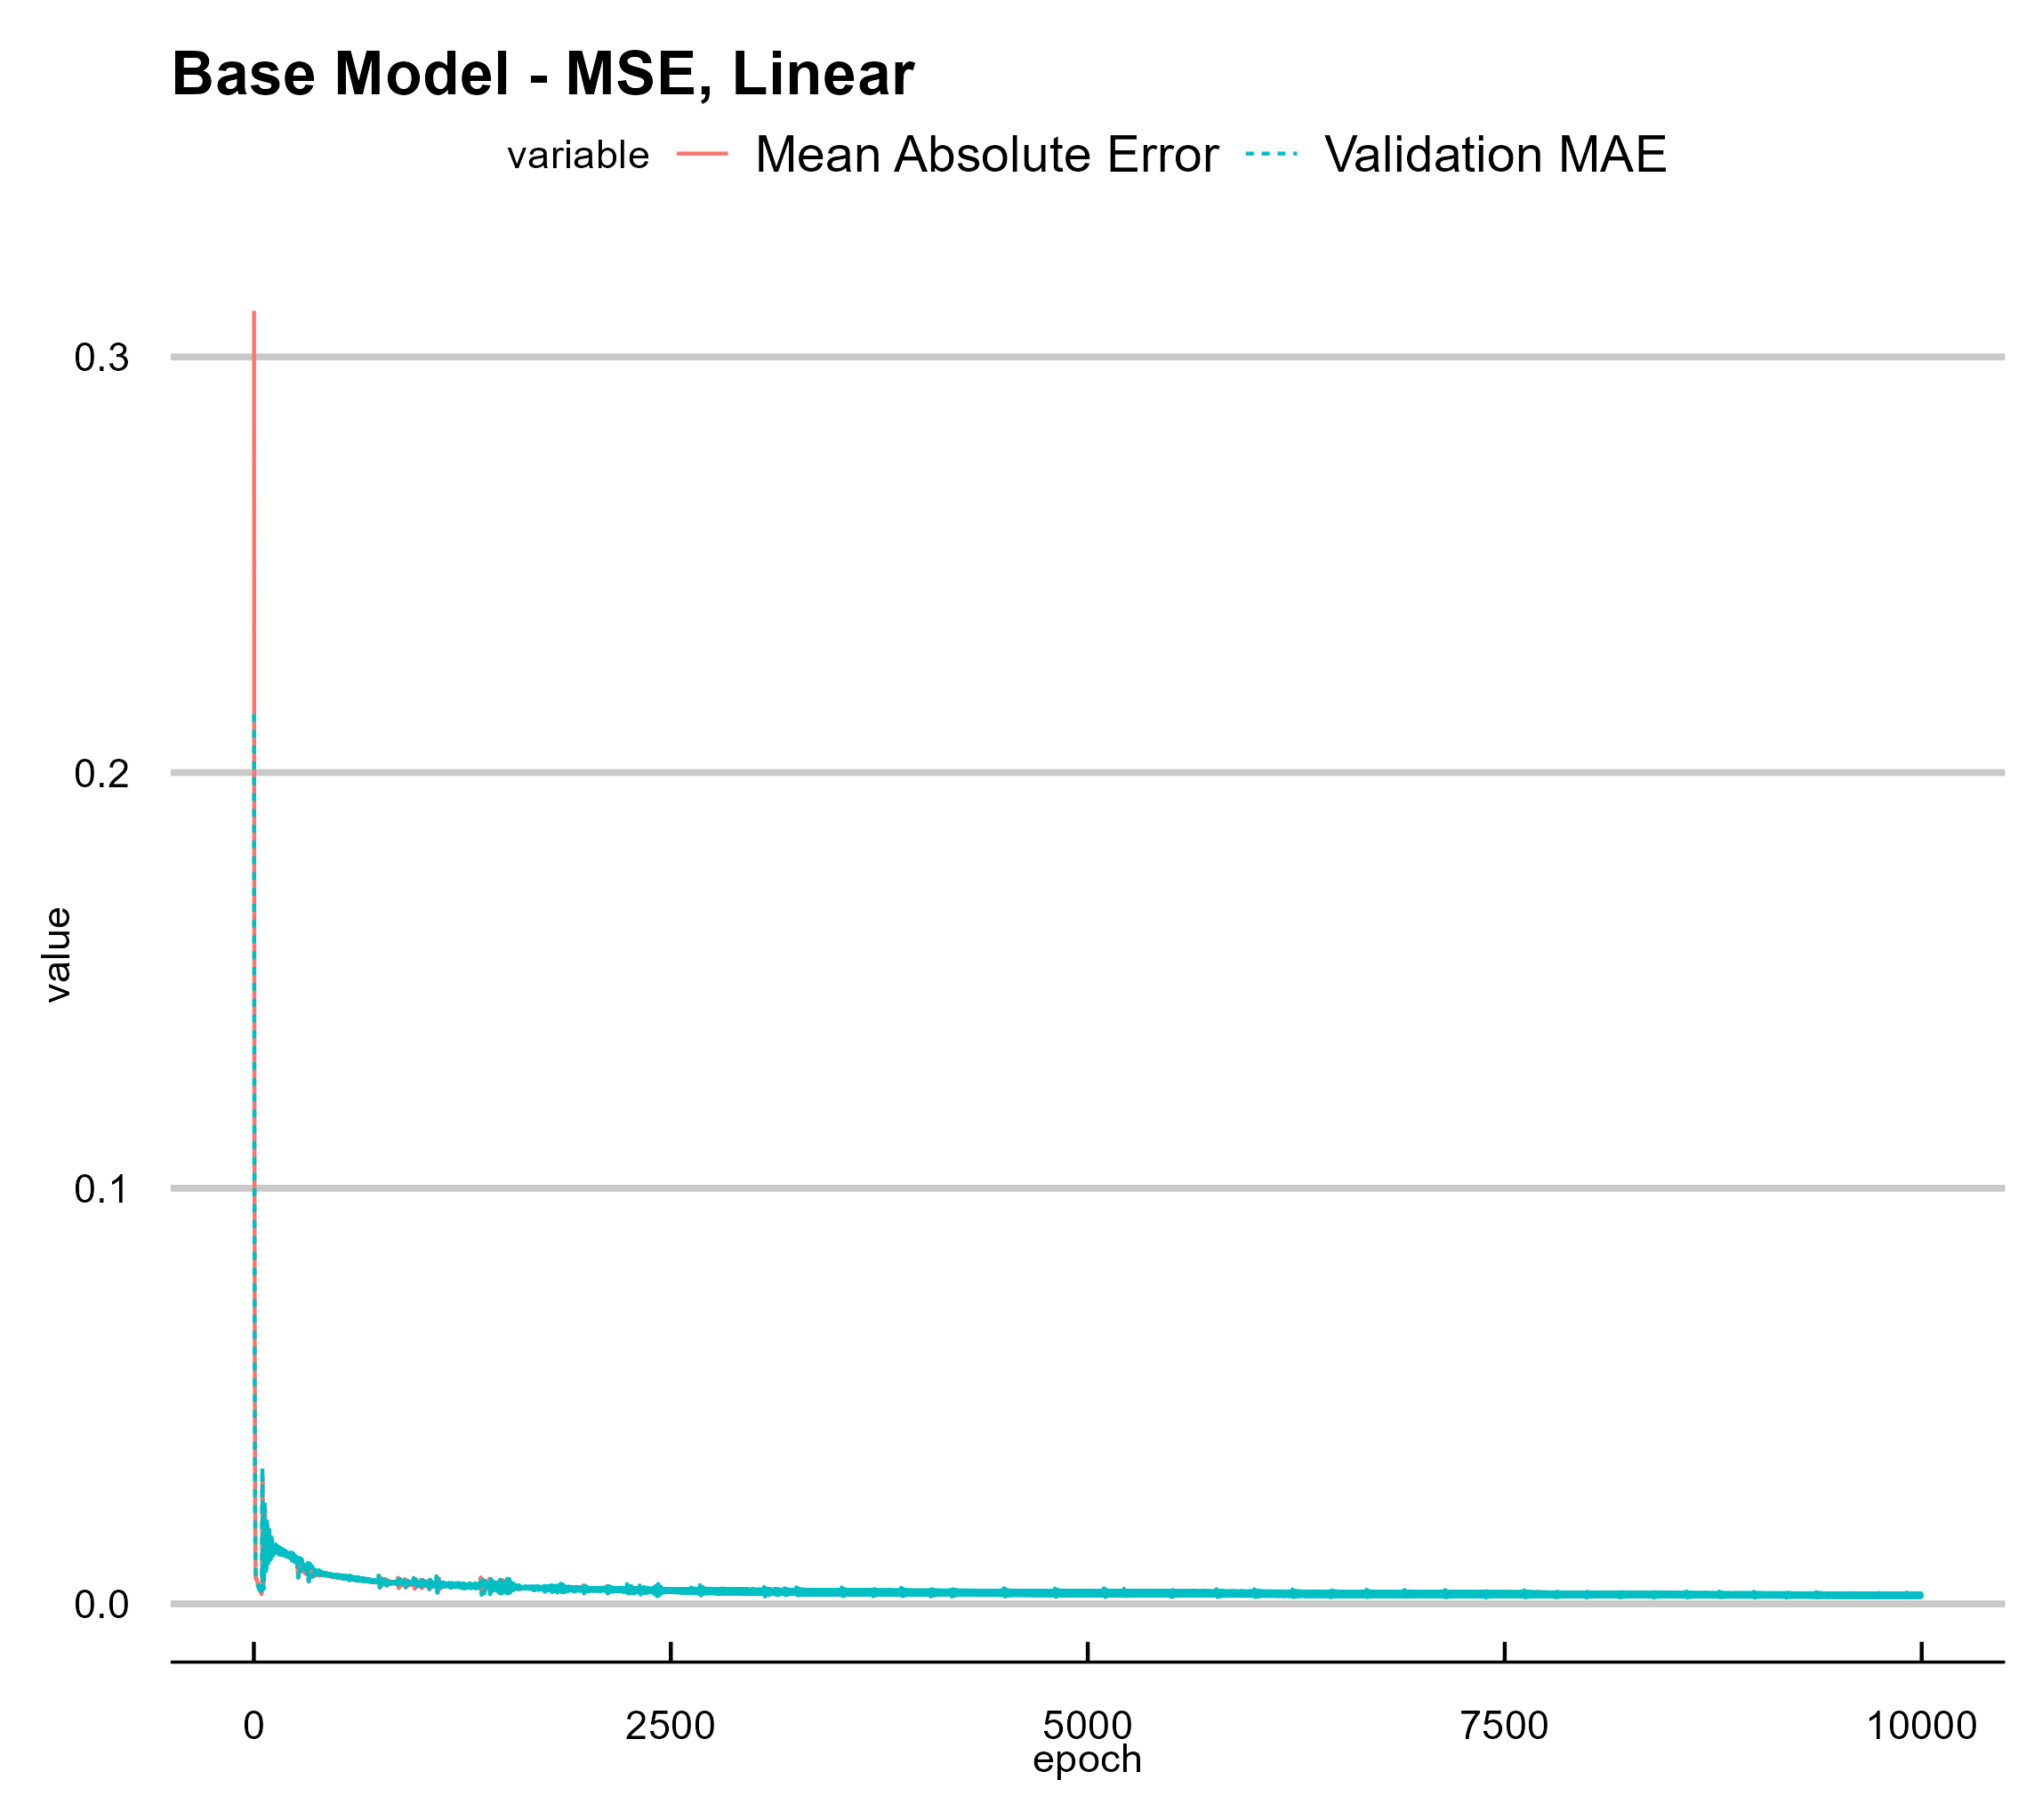 Base Model - MSE, Linear
variable Mean Absolute Error Validation MAE
0.3
0.2
0.1
0.0
value
0 2500 5000 7500 10000
epoch